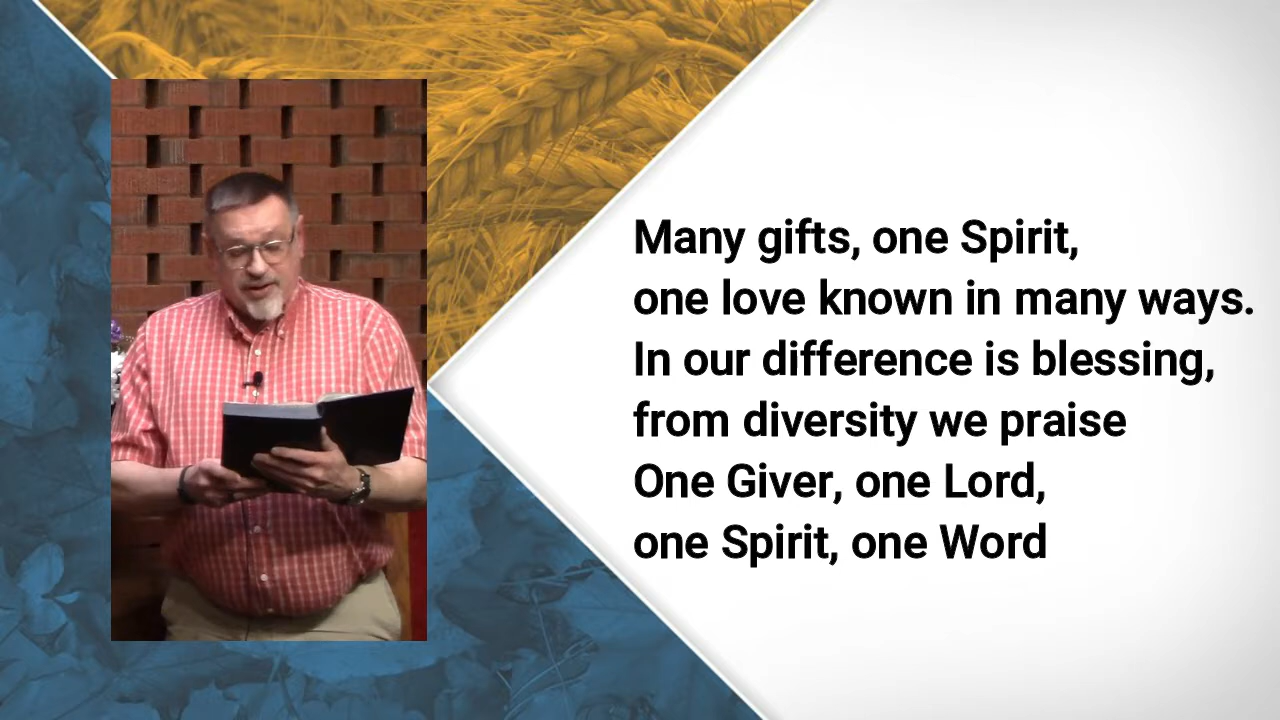 Many gifts, one Spirit,
one love known in many ways.
In our difference is blessing,
from diversity we praise
One Giver, one Lord,
one Spirit, one Word